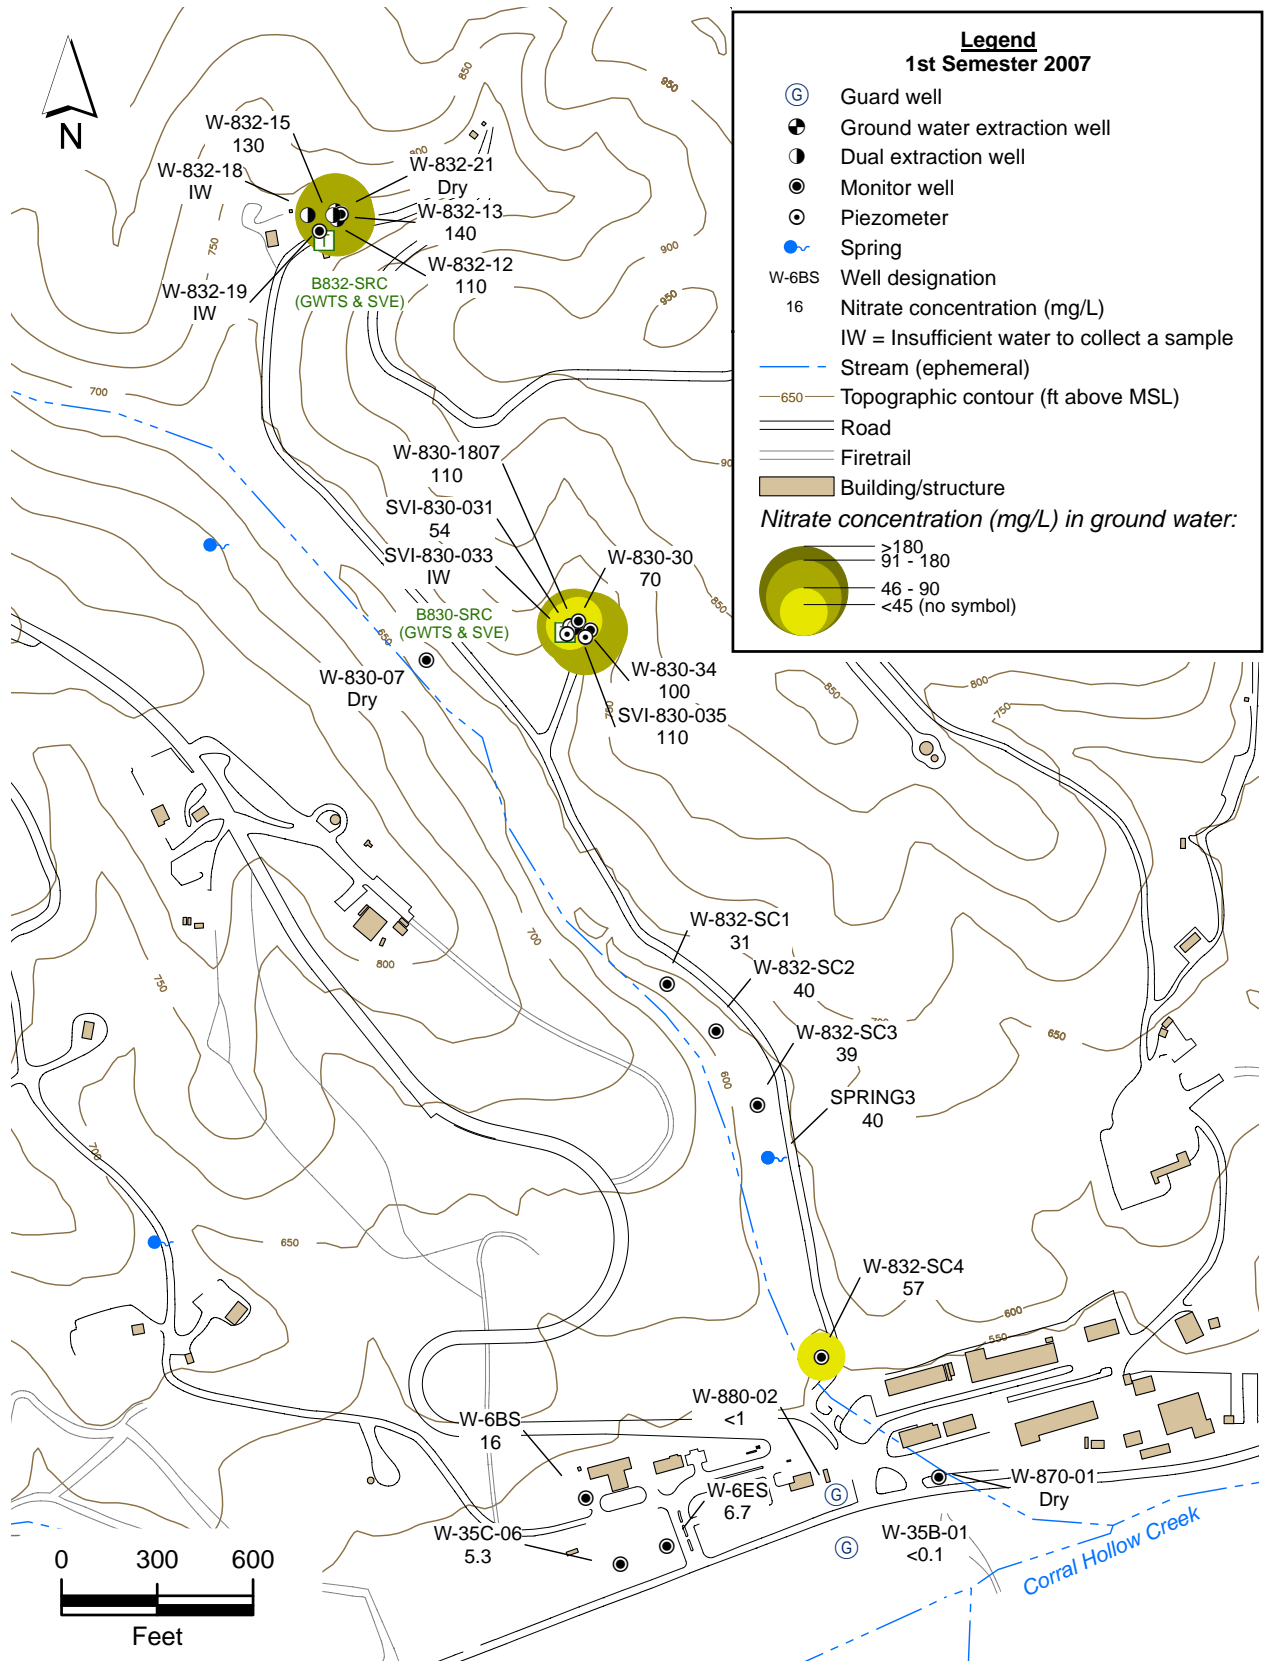 Legend
1st Semester 2007
G
Guard well
Ground water extraction well
Dual extraction well
Monitor well
Piezometer
Spring
W-6BS Well designation
16 Nitrate concentration (mg/L)
IW = Insufficient water to collect a sample
Stream (ephemeral)
650 Topographic contour (ft above MSL)
Road
Firetrail
Building/structure
Nitrate concentration (mg/L) in ground water:
>180
91 - 180
46 - 90
<45 (no symbol)
N
850
950
W-832-15
130
800
W-832-21
Dry
W-832-18
IW
W-832-13
140
750
900
W-832-12
110
T
W-832-19
IW
B832-SRC
(GWTS & SVE)
950
700
W-830-1807
110
90
SVI-830-031
54
SVI-830-033
IW
W-830-30
70
850
B830-SRC
(GWTS & SVE)
650
W-830-07
Dry
W-830-34
100
SVI-830-035
110
750
850
800
750
W-832-SC1
31
700
800
750
W-832-SC2
40
700
W-832-SC3
39
650
600
SPRING3
40
700
650
W-832-SC4
57
600
550
W-880-02
<1
W-6BS
16
W-6ES
6.7
G
W-870-01
Dry
W-35C-06
5.3
G
W-35B-01
<0.1
Corral Hollow Creek
0 300 600
Feet